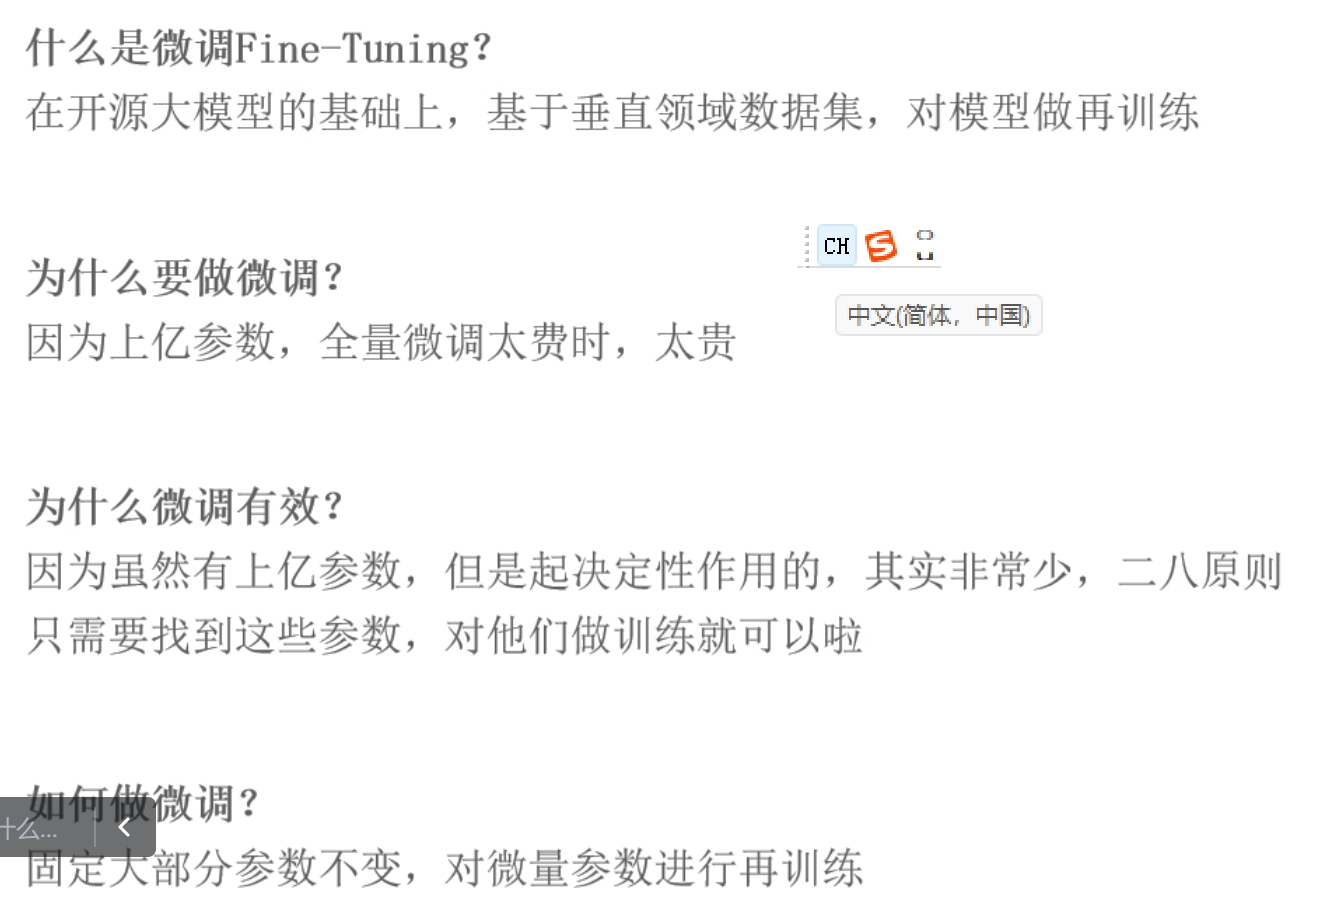 什么是微调Fine-Tuning？
在开源大模型的基础上，基于垂直领域数据集，对模型做再训练
CH
为什么要做微调？
中文(简体，中国)
因为上亿参数，全量微调太费时，太贵
为什么微调有效？
因为虽然有上亿参数，但是起决定性作用的，其实非常少，二八原则
只需要找到这些参数，对他们做训练就可以啦
如何做微调？
什么...
固定大部分参数不变，对微量参数进行再训练